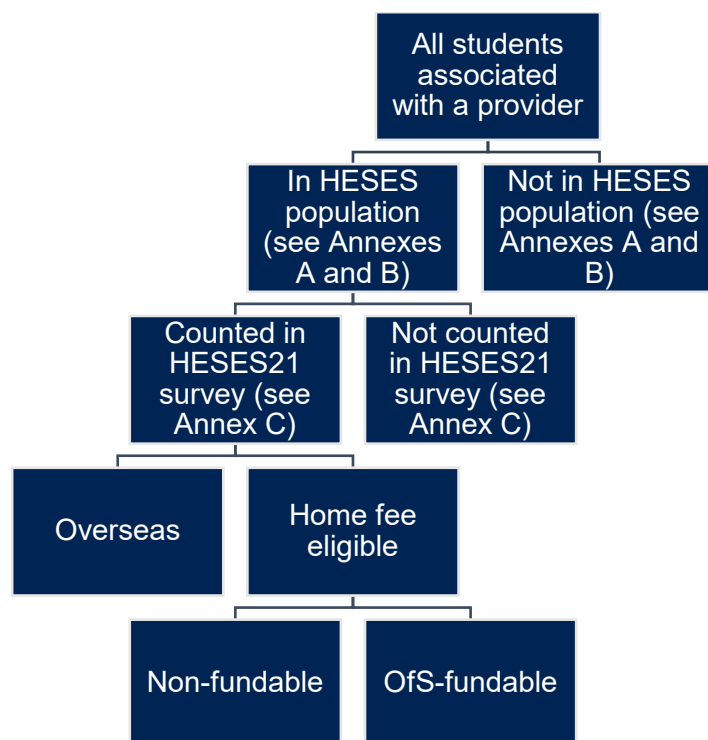 All students
associated
with a provider
In HESES
population
(see Annexes
A and B)
Not in HESES
population (see
Annexes A and
B)
Counted in
HESES21
survey (see
Annex C)
Not counted
in HESES21
survey (see
Annex C)
Overseas
Home fee
eligible
Non-fundable
OfS-fundable